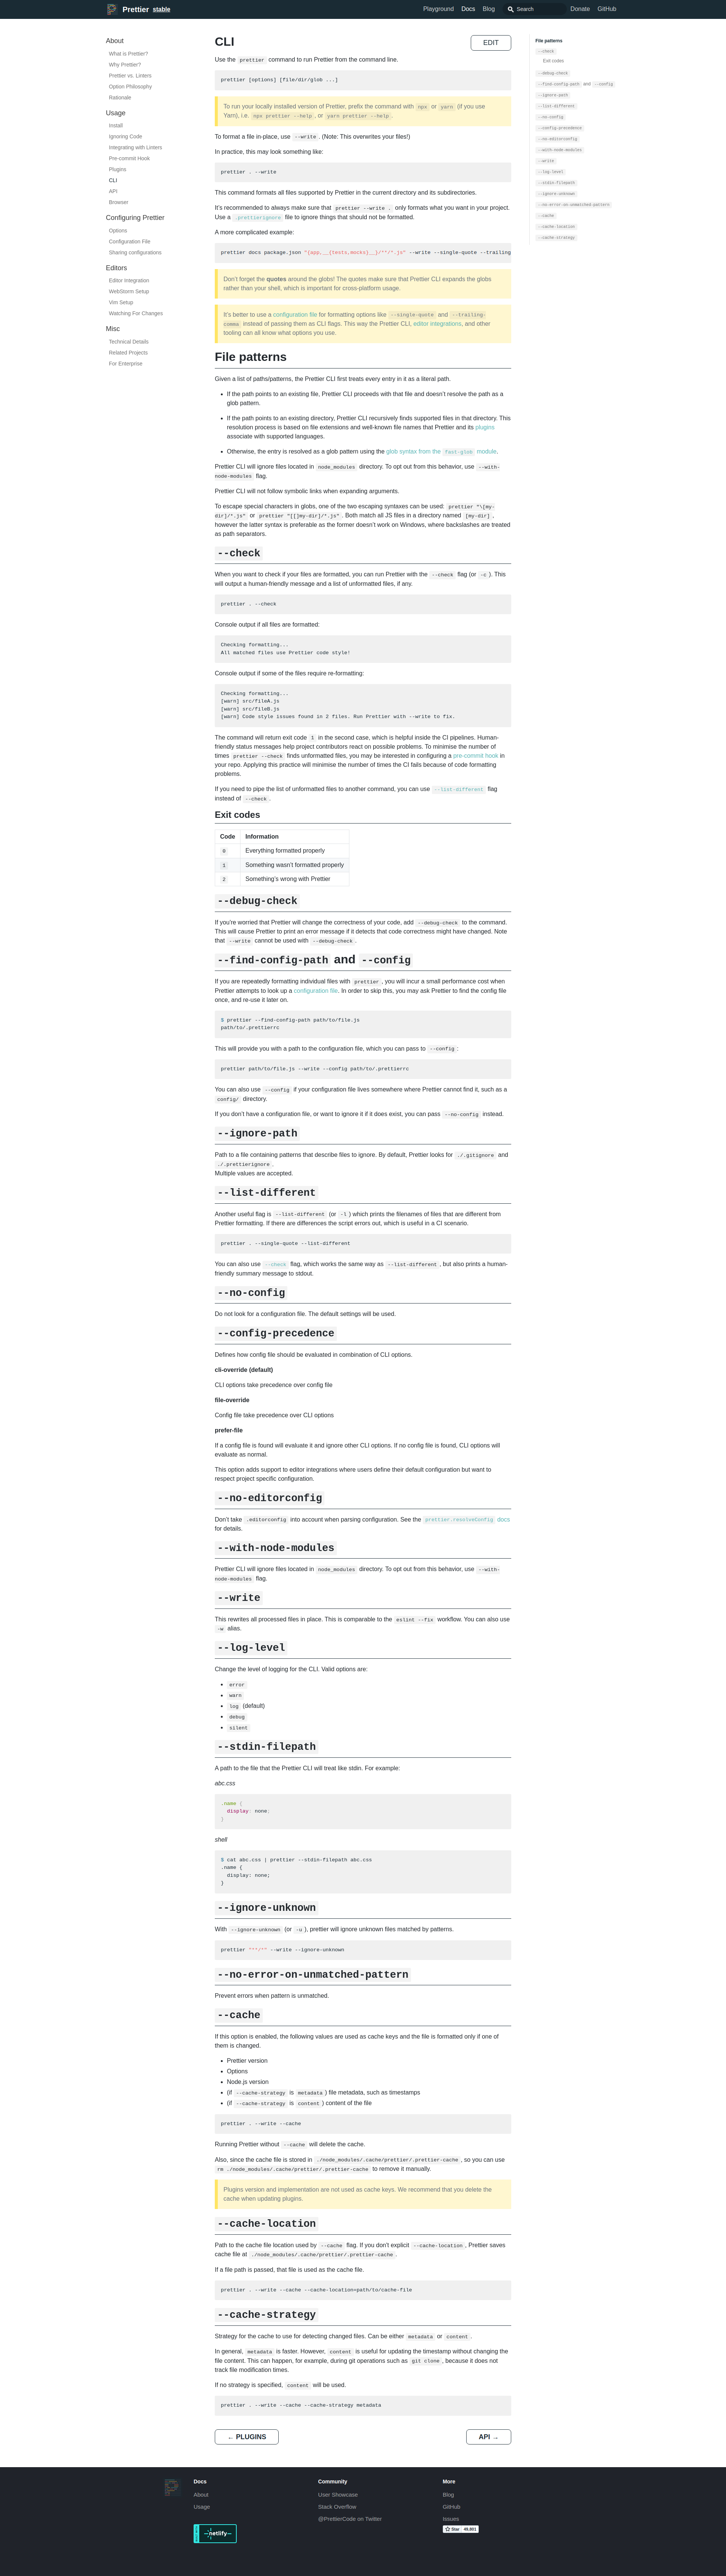 Prettier stable
Playground Docs Blog Search Donate GitHub
About
What is Prettier?
Why Prettier?
Prettier vs. Linters
Option Philosophy
Rationale
Usage
Install
Ignoring Code
Integrating with Linters
Pre-commit Hook
Plugins
CLI
API
Browser
Configuring Prettier
Options
Configuration File
Sharing configurations
Editors
Editor Integration
WebStorm Setup
Vim Setup
Watching For Changes
Misc
Technical Details
Related Projects
For Enterprise
CLI
EDIT
Use the prettier command to run Prettier from the command line.
prettier [options] [file/dir/glob ...]
To run your locally installed version of Prettier, prefix the command with npx or yarn (if you use
Yarn), i.e. npx prettier --help, or yarn prettier --help.
To format a file in-place, use --write. (Note: This overwrites your files!)
In practice, this may look something like:
prettier . --write
This command formats all files supported by Prettier in the current directory and its subdirectories.
It's recommended to always make sure that prettier --write . only formats what you want in your project.
Use a .prettierignore file to ignore things that should not be formatted.
A more complicated example:
prettier docs package.json "{app,__{tests,mocks}__}/**/*.js" --write --single-quote --trailing
Don't forget the quotes around the globs! The quotes make sure that Prettier CLI expands the globs
rather than your shell, which is important for cross-platform usage.
It's better to use a configuration file for formatting options like --single-quote and --trailing-
comma instead of passing them as CLI flags. This way the Prettier CLI, editor integrations, and other
tooling can all know what options you use.
File patterns
Given a list of paths/patterns, the Prettier CLI first treats every entry in it as a literal path.
• If the path points to an existing file, Prettier CLI proceeds with that file and doesn't resolve the path as a
glob pattern.
• If the path points to an existing directory, Prettier CLI recursively finds supported files in that directory. This
resolution process is based on file extensions and well-known file names that Prettier and its plugins
associate with supported languages.
• Otherwise, the entry is resolved as a glob pattern using the glob syntax from the fast-glob module.
Prettier CLI will ignore files located in node_modules directory. To opt out from this behavior, use --with-
node-modules flag.
Prettier CLI will not follow symbolic links when expanding arguments.
To escape special characters in globs, one of the two escaping syntaxes can be used: prettier "\[my-
dir]/*.js" or prettier "[[]my-dir]/*.js". Both match all JS files in a directory named [my-dir],
however the latter syntax is preferable as the former doesn't work on Windows, where backslashes are treated
as path separators.
--check
When you want to check if your files are formatted, you can run Prettier with the --check flag (or -c). This
will output a human-friendly message and a list of unformatted files, if any.
prettier . --check
Console output if all files are formatted:
Checking formatting...
All matched files use Prettier code style!
Console output if some of the files require re-formatting:
Checking formatting...
[warn] src/fileA.js
[warn] src/fileB.js
[warn] Code style issues found in 2 files. Run Prettier with --write to fix.
The command will return exit code 1 in the second case, which is helpful inside the CI pipelines. Human-
friendly status messages help project contributors react on possible problems. To minimise the number of
times prettier --check finds unformatted files, you may be interested in configuring a pre-commit hook in
your repo. Applying this practice will minimise the number of times the CI fails because of code formatting
problems.
If you need to pipe the list of unformatted files to another command, you can use --list-different flag
instead of --check.
Exit codes
Code Information
0 Everything formatted properly
1 Something wasn't formatted properly
2 Something's wrong with Prettier
--debug-check
If you're worried that Prettier will change the correctness of your code, add --debug-check to the command.
This will cause Prettier to print an error message if it detects that code correctness might have changed. Note
that --write cannot be used with --debug-check.
--find-config-path and --config
If you are repeatedly formatting individual files with prettier, you will incur a small performance cost when
Prettier attempts to look up a configuration file. In order to skip this, you may ask Prettier to find the config file
once, and re-use it later on.
$ prettier --find-config-path path/to/file.js
path/to/.prettierrc
This will provide you with a path to the configuration file, which you can pass to --config:
prettier path/to/file.js --write --config path/to/.prettierrc
You can also use --config if your configuration file lives somewhere where Prettier cannot find it, such as a
config/ directory.
If you don't have a configuration file, or want to ignore it if it does exist, you can pass --no-config instead.
--ignore-path
Path to a file containing patterns that describe files to ignore. By default, Prettier looks for ./.gitignore and
./.prettierignore.
Multiple values are accepted.
--list-different
Another useful flag is --list-different (or -l) which prints the filenames of files that are different from
Prettier formatting. If there are differences the script errors out, which is useful in a CI scenario.
prettier . --single-quote --list-different
You can also use --check flag, which works the same way as --list-different, but also prints a human-
friendly summary message to stdout.
--no-config
Do not look for a configuration file. The default settings will be used.
--config-precedence
Defines how config file should be evaluated in combination of CLI options.
cli-override (default)
CLI options take precedence over config file
file-override
Config file take precedence over CLI options
prefer-file
If a config file is found will evaluate it and ignore other CLI options. If no config file is found, CLI options will
evaluate as normal.
This option adds support to editor integrations where users define their default configuration but want to
respect project specific configuration.
--no-editorconfig
Don't take .editorconfig into account when parsing configuration. See the prettier.resolveConfig docs
for details.
--with-node-modules
Prettier CLI will ignore files located in node_modules directory. To opt out from this behavior, use --with-
node-modules flag.
--write
This rewrites all processed files in place. This is comparable to the eslint --fix workflow. You can also use
-w alias.
--log-level
Change the level of logging for the CLI. Valid options are:
• error
• warn
• log (default)
• debug
• silent
--stdin-filepath
A path to the file that the Prettier CLI will treat like stdin. For example:
abc.css
.name {
display: none;
}
shell
$ cat abc.css | prettier --stdin-filepath abc.css
.name {
display: none;
}
--ignore-unknown
With --ignore-unknown (or -u), prettier will ignore unknown files matched by patterns.
prettier "**/*" --write --ignore-unknown
--no-error-on-unmatched-pattern
Prevent errors when pattern is unmatched.
--cache
If this option is enabled, the following values are used as cache keys and the file is formatted only if one of
them is changed.
• Prettier version
• Options
• Node.js version
• (if --cache-strategy is metadata) file metadata, such as timestamps
• (if --cache-strategy is content) content of the file
prettier . --write --cache
Running Prettier without --cache will delete the cache.
Also, since the cache file is stored in ./node_modules/.cache/prettier/.prettier-cache, so you can use
rm ./node_modules/.cache/prettier/.prettier-cache to remove it manually.
Plugins version and implementation are not used as cache keys. We recommend that you delete the
cache when updating plugins.
--cache-location
Path to the cache file location used by --cache flag. If you don't explicit --cache-location, Prettier saves
cache file at ./node_modules/.cache/prettier/.prettier-cache.
If a file path is passed, that file is used as the cache file.
prettier . --write --cache --cache-location=path/to/cache-file
--cache-strategy
Strategy for the cache to use for detecting changed files. Can be either metadata or content.
In general, metadata is faster. However, content is useful for updating the timestamp without changing the
file content. This can happen, for example, during git operations such as git clone, because it does not
track file modification times.
If no strategy is specified, content will be used.
prettier . --write --cache --cache-strategy metadata
← PLUGINS
API →
File patterns
--check
Exit codes
--debug-check
--find-config-path and --config
--ignore-path
--list-different
--no-config
--config-precedence
--no-editorconfig
--with-node-modules
--write
--log-level
--stdin-filepath
--ignore-unknown
--no-error-on-unmatched-pattern
--cache
--cache-location
--cache-strategy
Docs
About
Usage
netlify
Community
User Showcase
Stack Overflow
@PrettierCode on Twitter
More
Blog
GitHub
Issues
Star